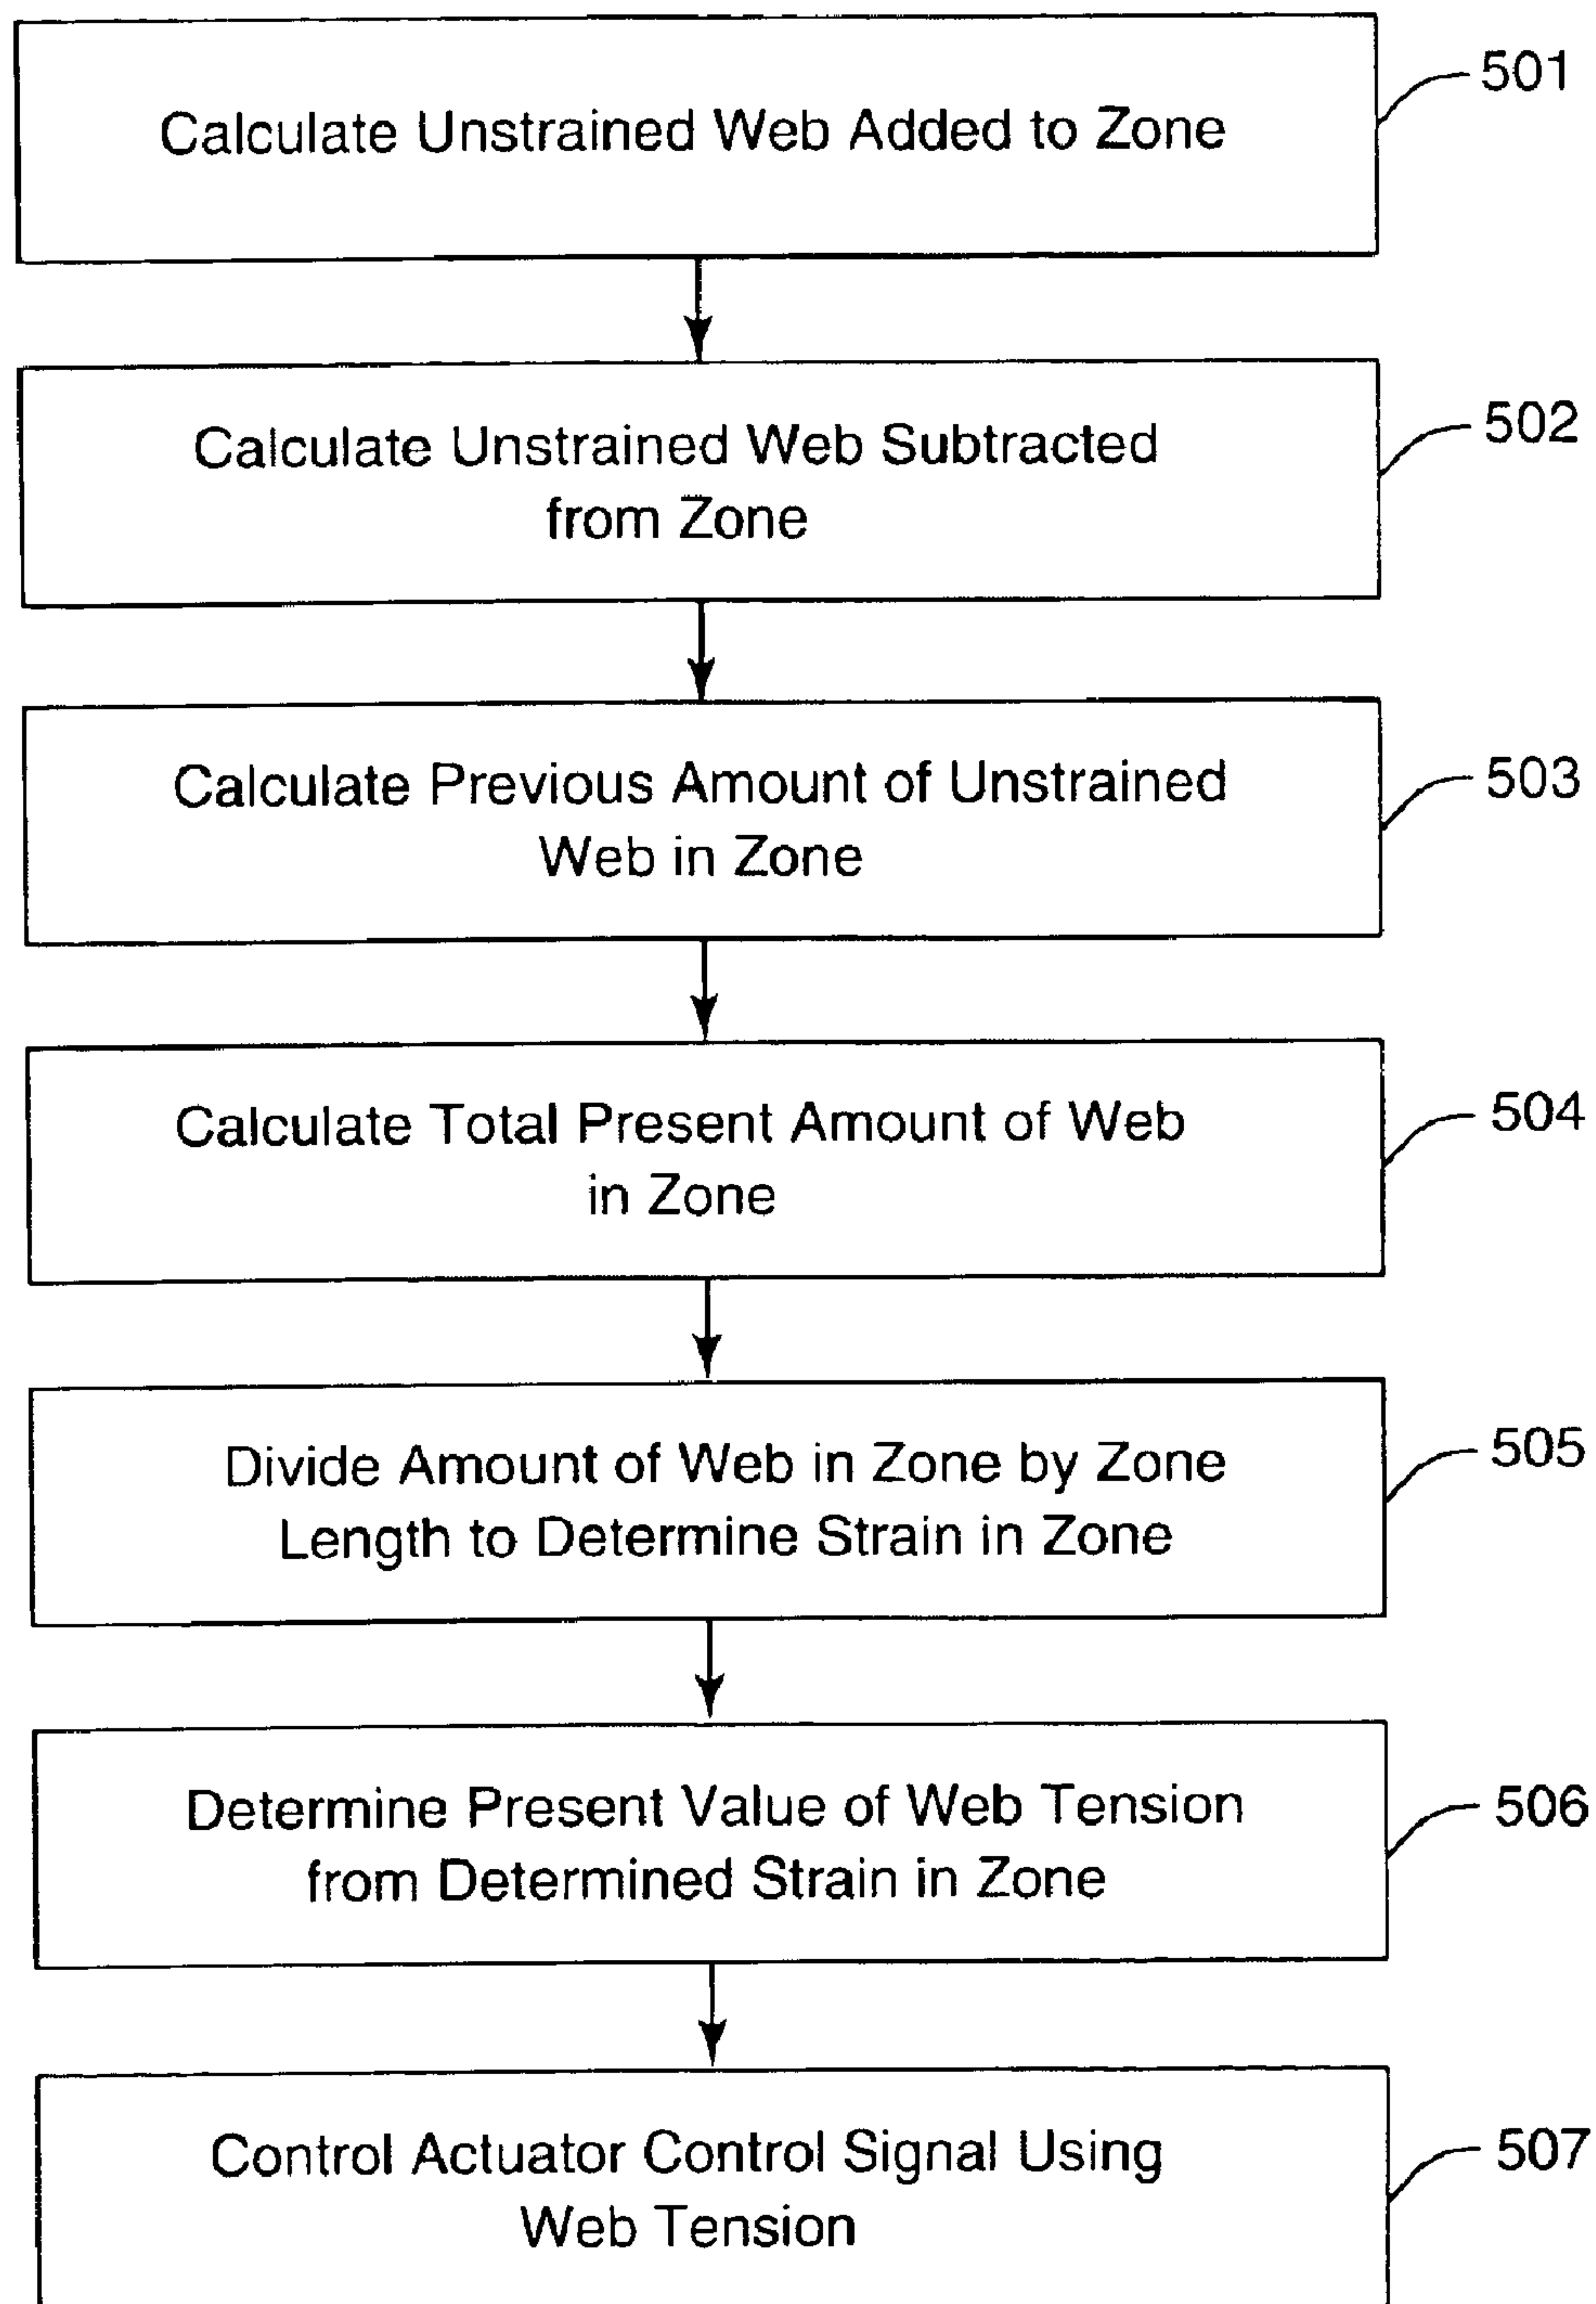 Calculate Unstrained Web Added to Zone
501
Calculate Unstrained Web Subtracted
from Zone
502
Calculate Previous Amount of Unstrained
Web in Zone
503
Calculate Total Present Amount of Web
in Zone
504
Divide Amount of Web in Zone by Zone
Length to Determine Strain in Zone
505
Determine Present Value of Web Tension
from Determined Strain in Zone
506
Control Actuator Control Signal Using
Web Tension
507